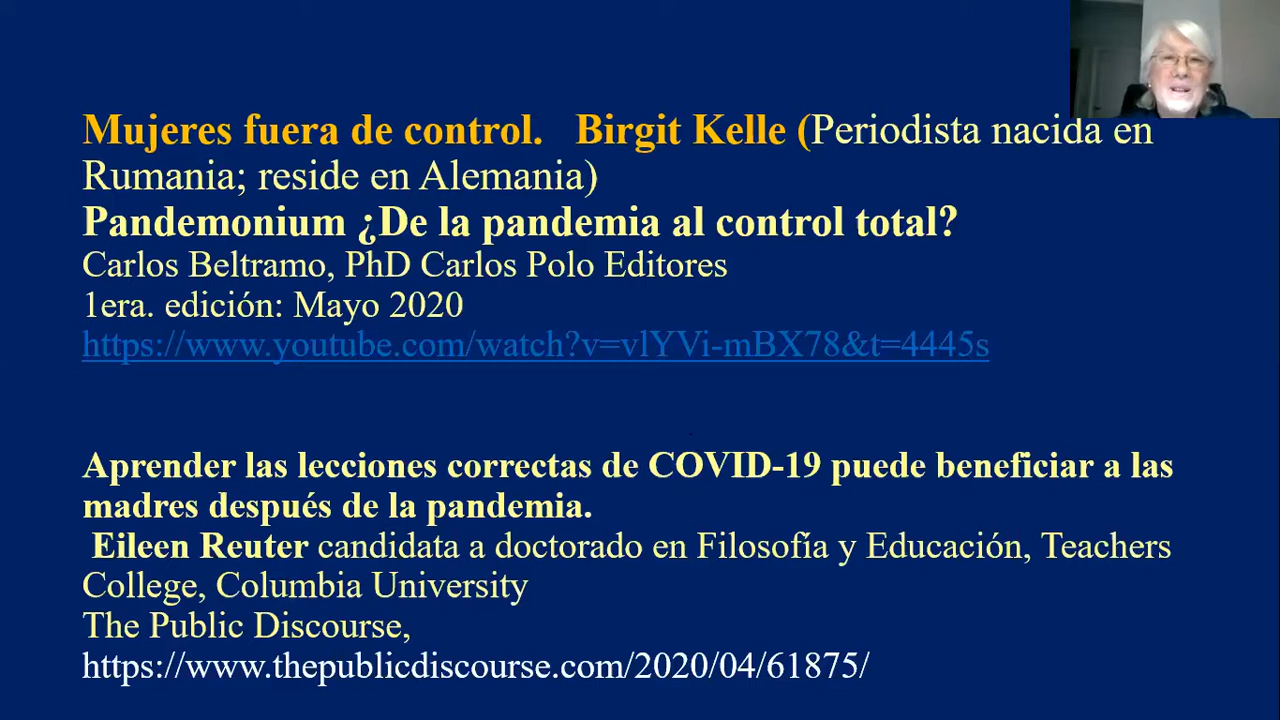 Mujeres fuera de control.   Birgit Kelle (Periodista nacida en
Rumania; reside en Alemania)
Pandemonium ¿De la pandemia al control total?
Carlos Beltramo, PhD Carlos Polo Editores
1era. edición: Mayo 2020
https://www.youtube.com/watch?v=vlYVi-mBX78&t=4445s
Aprender las lecciones correctas de COVID-19 puede beneficiar a las
madres después de la pandemia.
Eileen Reuter candidata a doctorado en Filosofía y Educación, Teachers
College, Columbia University
The Public Discourse,
https://www.thepublicdiscourse.com/2020/04/61875/